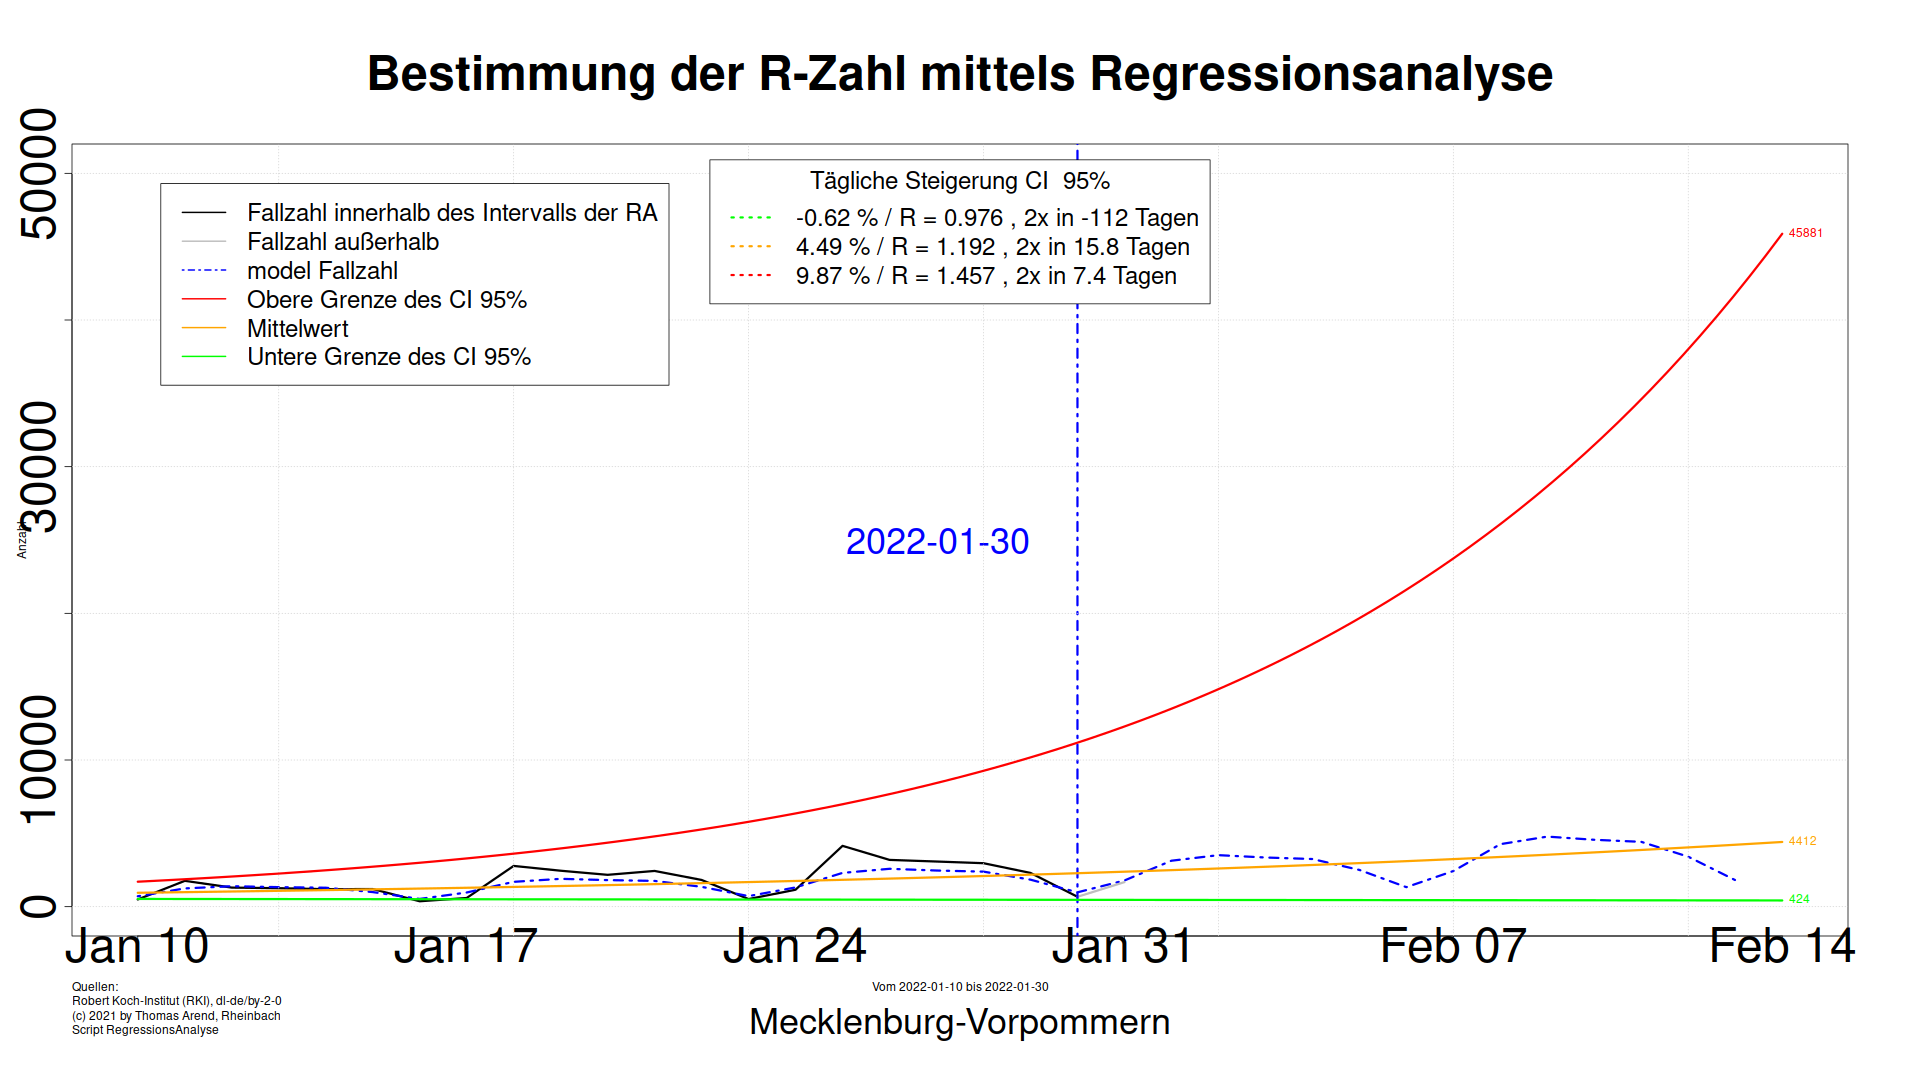 Bestimmung der R-Zahl mittels Regressionsanalyse
50000
30000
10000
0
Anzahl
Fallzahl innerhalb des Intervalls der RA
Fallzahl außerhalb
model Fallzahl
Obere Grenze des CI 95%
Mittelwert
Untere Grenze des CI 95%
Tägliche Steigerung CI 95%
-0.62 % / R = 0.976 , 2x in -112 Tagen
4.49 % / R = 1.192 , 2x in 15.8 Tagen
9.87 % / R = 1.457 , 2x in 7.4 Tagen
45881
2022-01-30
4412
424
Jan 10 Jan 17 Jan 24 Jan 31 Feb 07 Feb 14
Quellen:
Robert Koch-Institut (RKI), dl-de/by-2-0
(c) 2021 by Thomas Arend, Rheinbach
Script RegressionsAnalyse
Vom 2022-01-10 bis 2022-01-30
Mecklenburg-Vorpommern